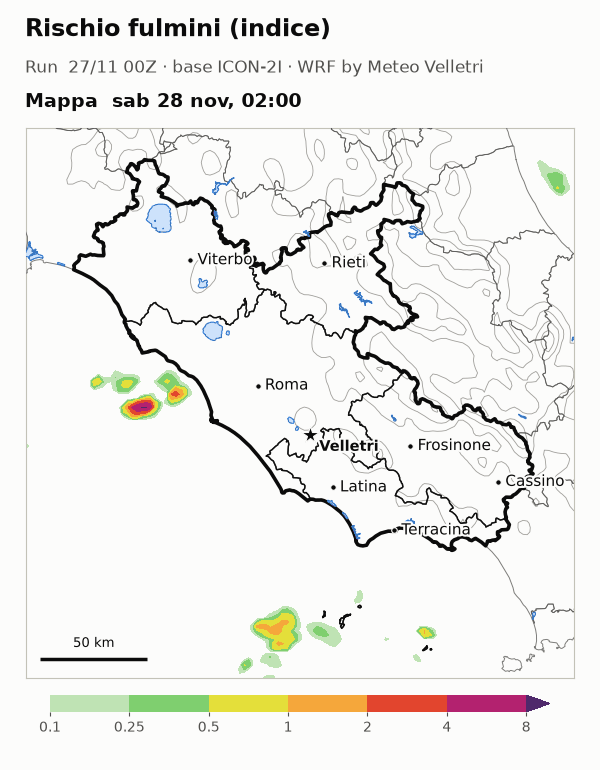 Rischio fulmini (indice)
Run  27/11 00Z · base ICON-2I · WRF by Meteo Velletri
Mappa  sab 28 nov, 02:00
Viterbo
Rieti
Roma
Velletri
Frosinone
Cassino
Latina
Terracina
50 km
0.1 0.25 0.5 1 2 4 8